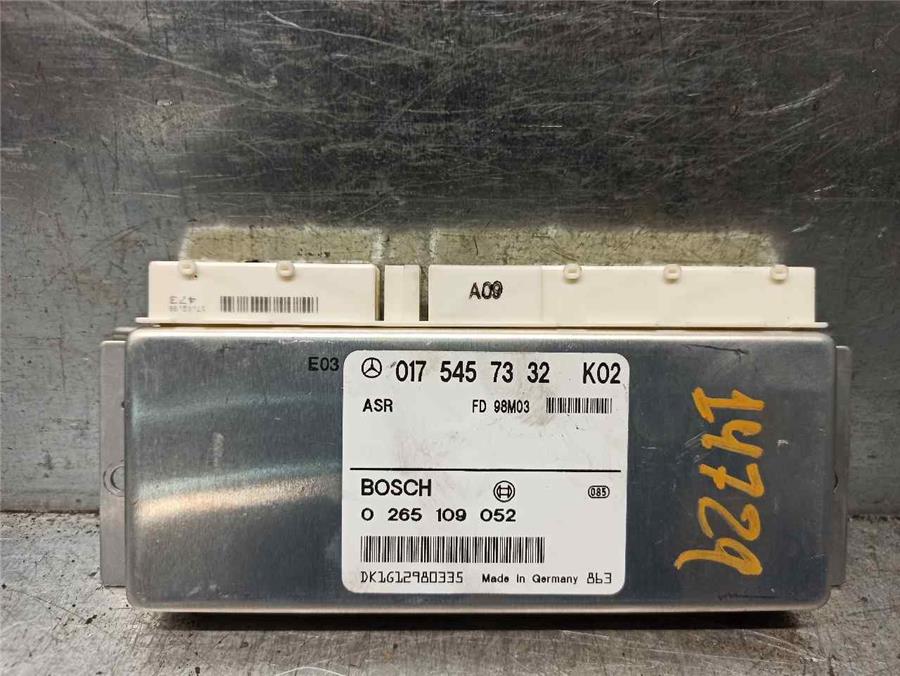 473
A09
E03
017 545 73 32 K02
ASR FD 98M03
BOSCH
085
0 265 109 052
DK1G12980335 Made in Germany 863
14729